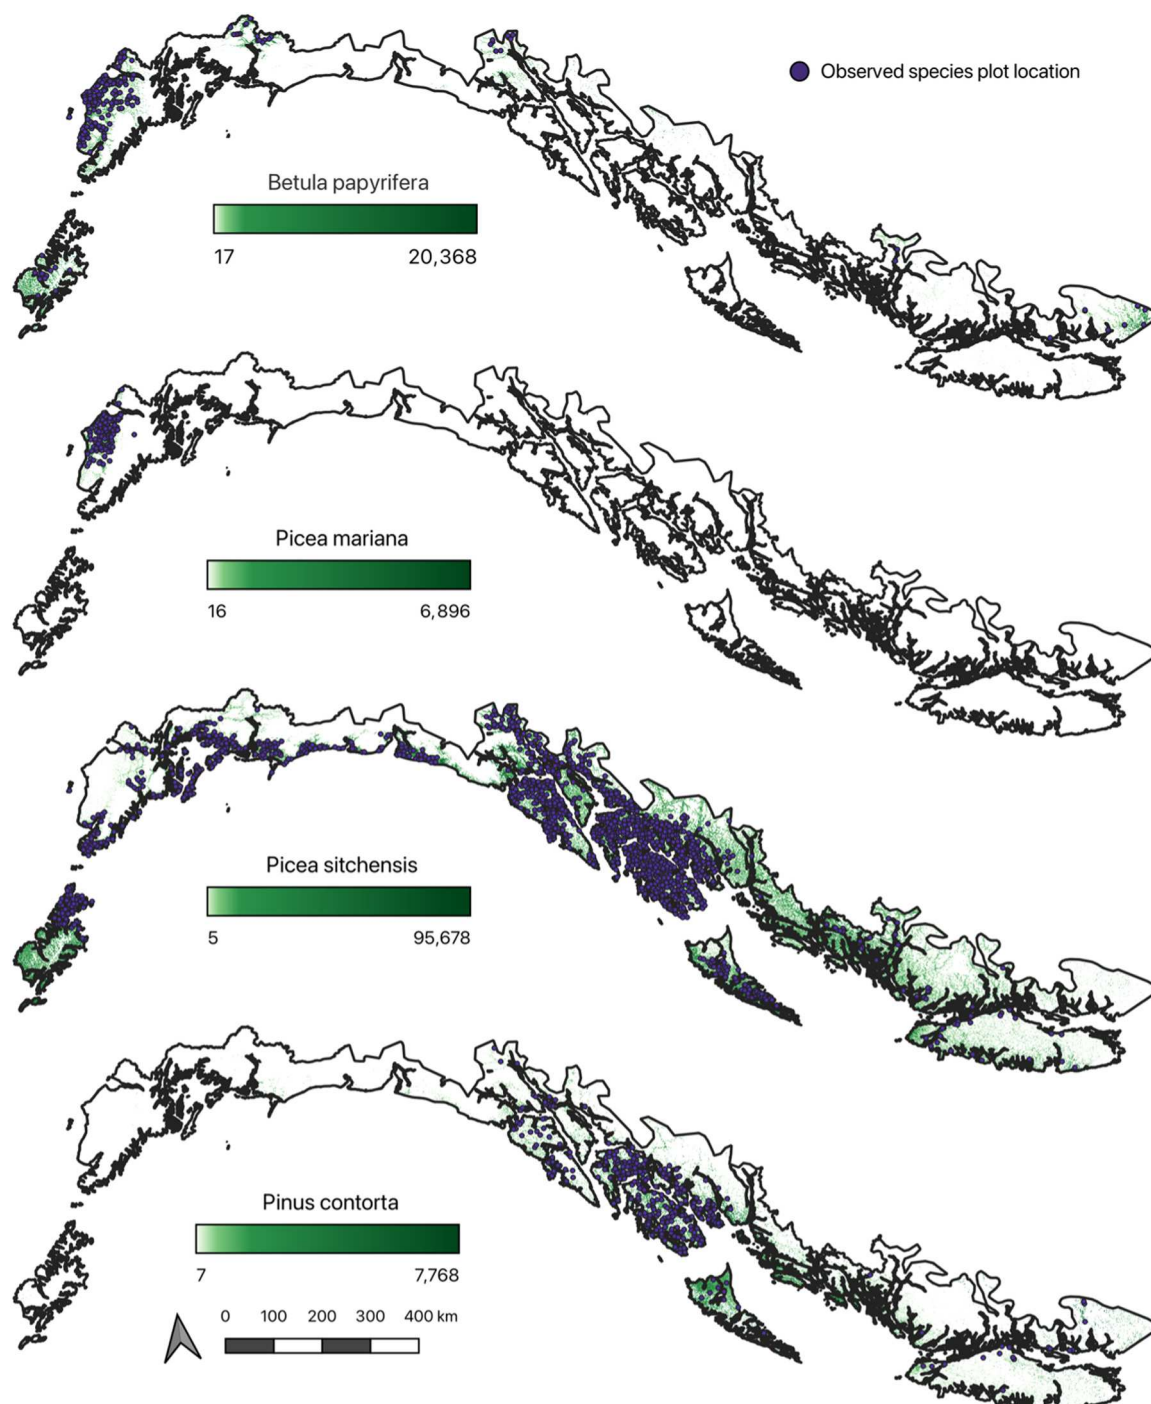 Observed species plot location
Betula papyrifera
17 20,368
Picea mariana
16 6,896
Picea sitchensis
5 95,678
Pinus contorta
7 7,768
0 100 200 300 400 km